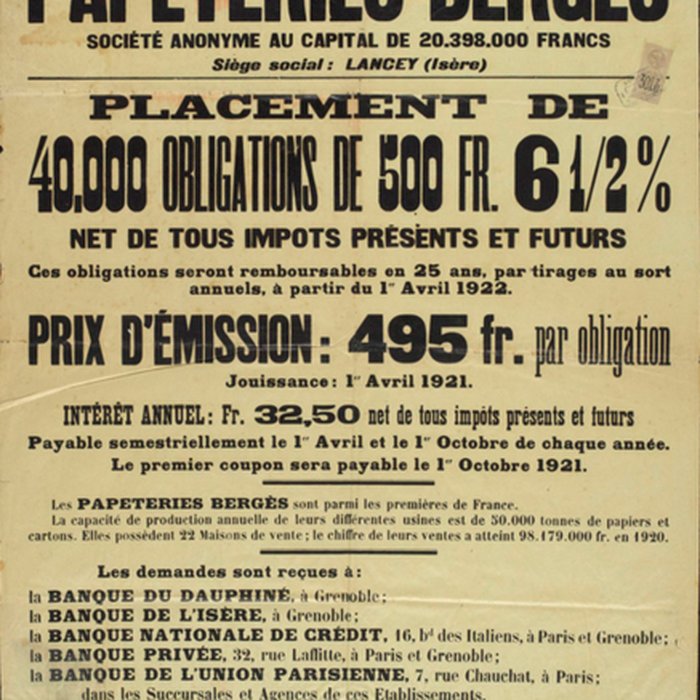 PAPETERIES BERGÈS
SOCIÉTÉ ANONYME AU CAPITAL DE 20.398.000 FRANCS
Siège social : LANCEY (Isère)
PLACEMENT DE
40.000 OBLIGATIONS DE 500 FR. 6 1/2 %
NET DE TOUS IMPOTS PRÉSENTS ET FUTURS
Ces obligations seront remboursables en 25 ans, par tirages au sort
annuels, à partir du 1er Avril 1922.
PRIX D'ÉMISSION : 495 fr. par obligation
Jouissance : 1er Avril 1921.
INTÉRÊT ANNUEL : Fr. 32,50 net de tous impôts présents et futurs
Payable semestriellement le 1er Avril et le 1er Octobre de chaque année.
Le premier coupon sera payable le 1er Octobre 1921.
Les PAPETERIES BERGÈS sont parmi les premières de France.
La capacité de production annuelle de leurs différentes usines est de 50.000 tonnes de papiers et
cartons. Elles possèdent 22 Maisons de vente ; le chiffre de leurs ventes a atteint 98.179.000 fr. en 1920.
Les demandes sont reçues à :
la BANQUE DU DAUPHINÉ, à Grenoble ;
la BANQUE DE L'ISÈRE, à Grenoble ;
la BANQUE NATIONALE DE CRÉDIT, 16, bd des Italiens, à Paris et Grenoble ;
la BANQUE PRIVÉE, 32, rue Laffitte, à Paris et Grenoble ;
la BANQUE DE L'UNION PARISIENNE, 7, rue Chauchat, à Paris ;
dans les Succursales et Agences de ces Etablissements.